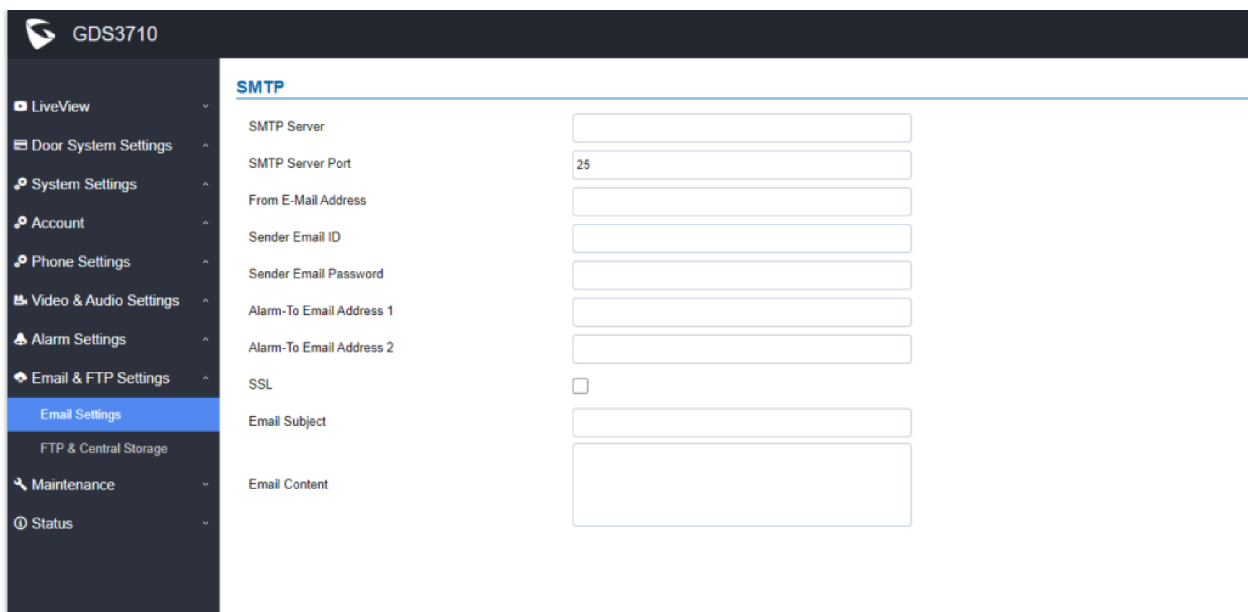 GDS3710
LiveView
Door System Settings
System Settings
Account
Phone Settings
Video & Audio Settings
Alarm Settings
Email & FTP Settings
Email Settings
FTP & Central Storage
Maintenance
Status
SMTP
SMTP Server
SMTP Server Port 25
From E-Mail Address
Sender Email ID
Sender Email Password
Alarm-To Email Address 1
Alarm-To Email Address 2
SSL
Email Subject
Email Content